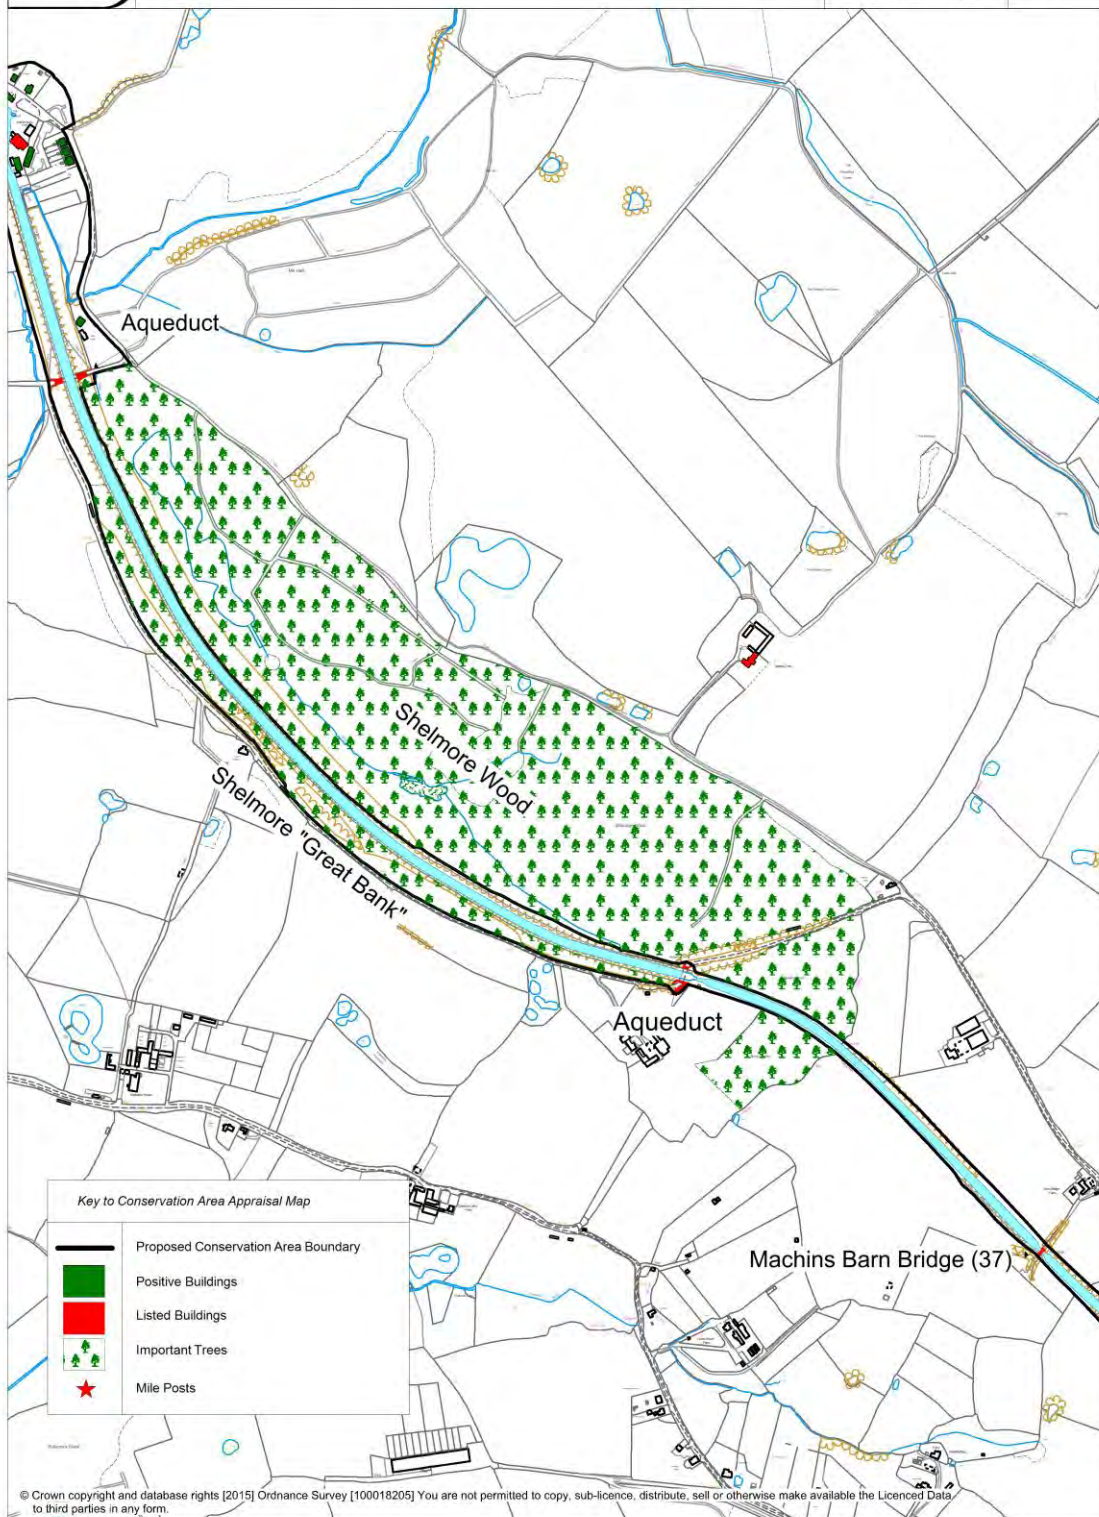 Aqueduct
Shelmore Wood
Shelmore "Great Bank"
Aqueduct
Machins Barn Bridge (37)
Key to Conservation Area Appraisal Map
Proposed Conservation Area Boundary
Positive Buildings
Listed Buildings
Important Trees
Mile Posts
© Crown copyright and database rights [2015] Ordnance Survey [100018205] You are not permitted to copy, sub-licence, distribute, sell or otherwise make available the Licenced Data
to third parties in any form.